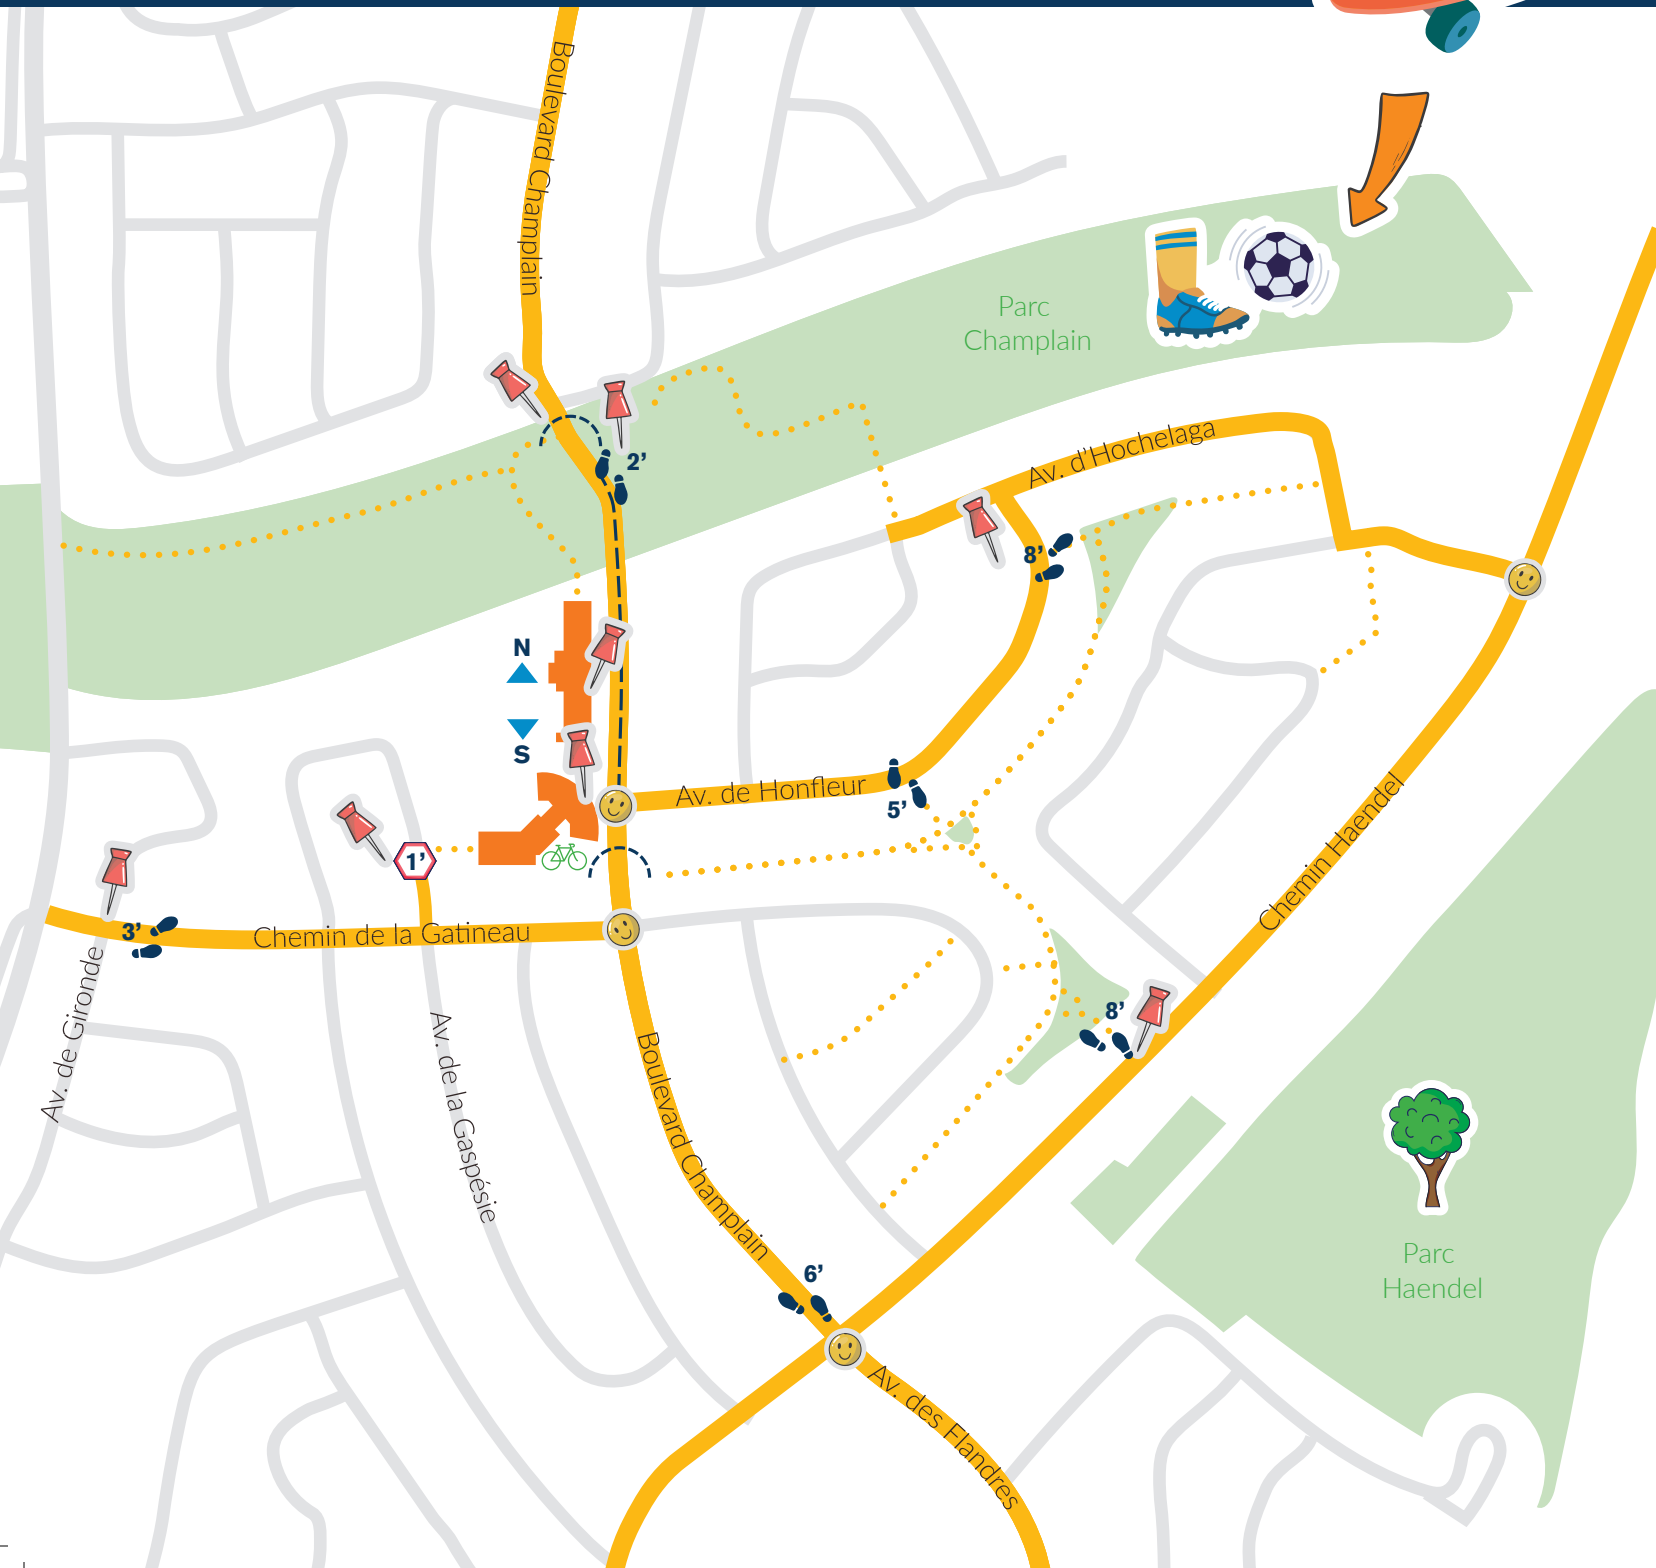 Boulevard Champlain
Parc
Champlain
2’
Av. d’Hochelaga
8’
N
S
Av. de Honfleur
5’
1’
3’
Chemin de la Gatineau
Chemin Haendel
Av. de Gironde
Av. de la Gaspésie
Boulevard Champlain
8’
6’
Parc
Haendel
Av. des Flandres